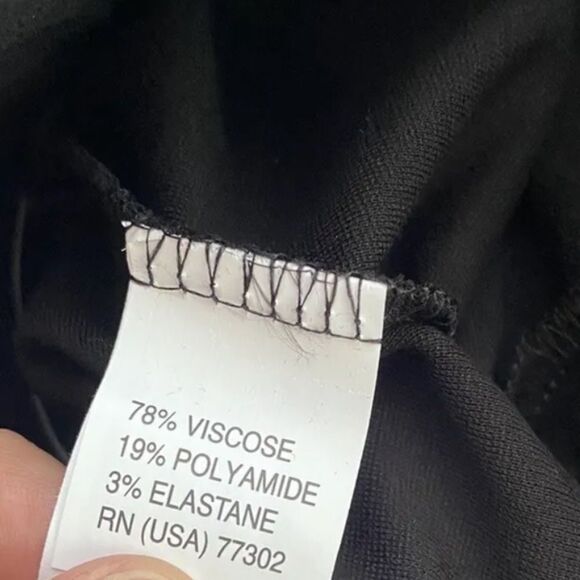 78% VISCOSE
19% POLYAMIDE
3% ELASTANE
RN (USA) 77302